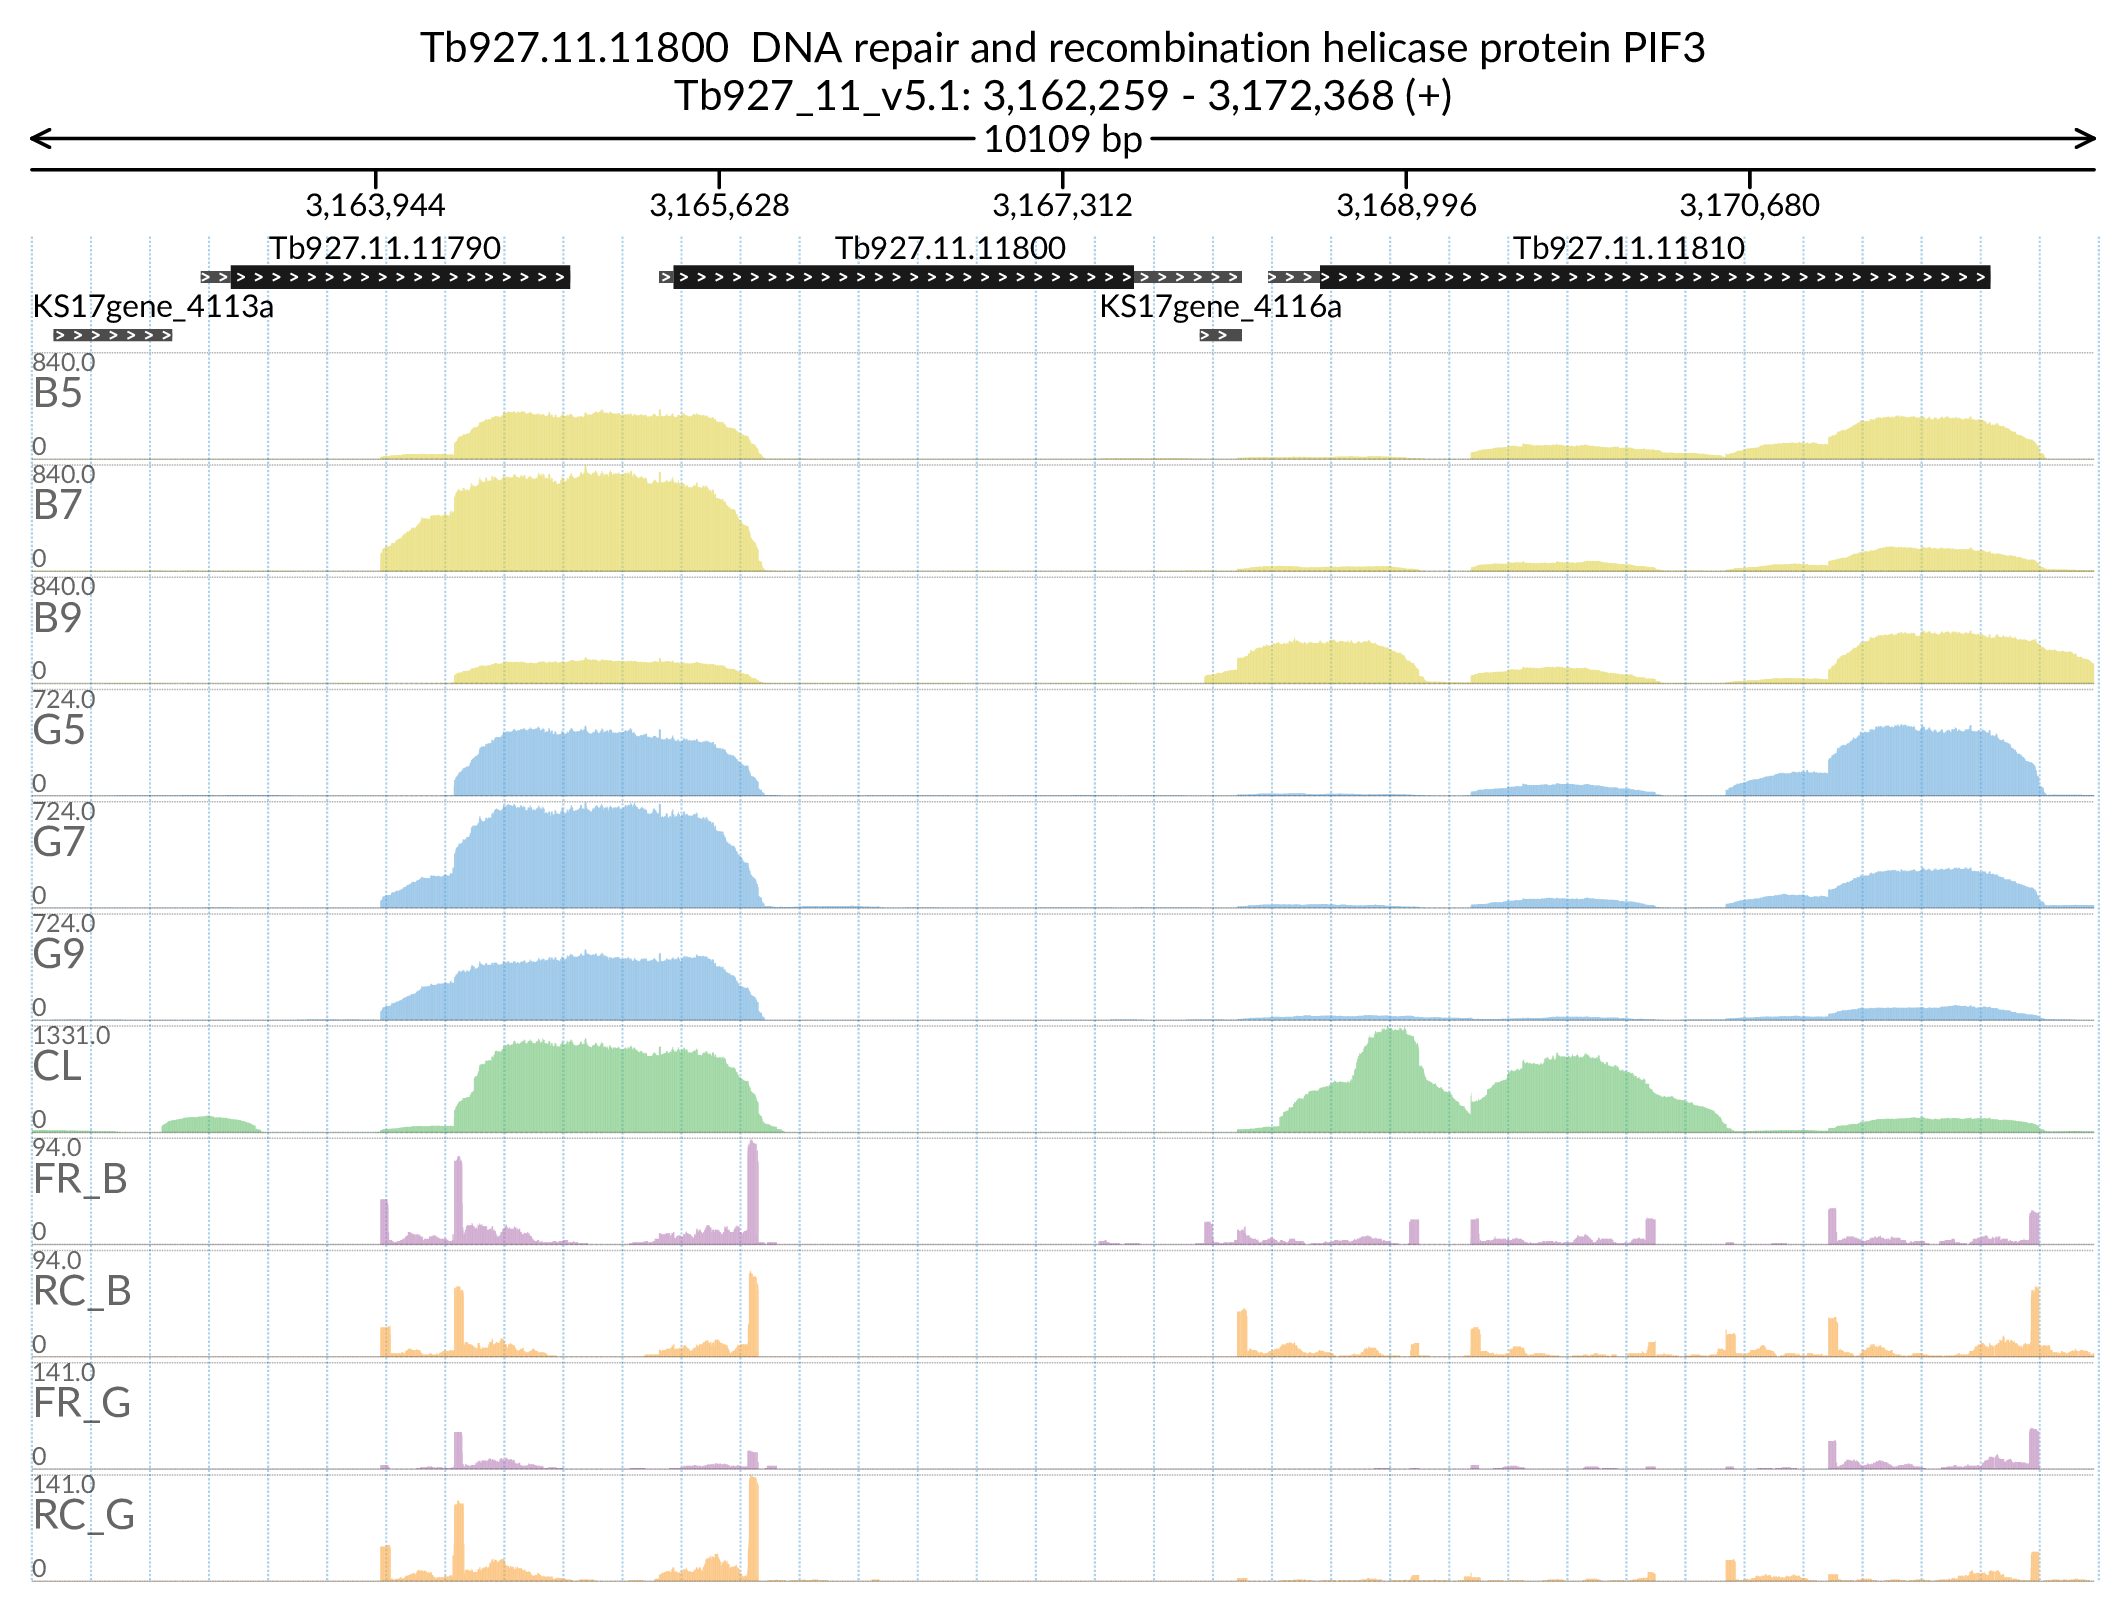 Tb927.11.11800  DNA repair and recombination helicase protein PIF3
Tb927_11_v5.1: 3,162,259 - 3,172,368 (+)
10109 bp
3,163,944 3,165,628 3,167,312 3,168,996 3,170,680
Tb927.11.11790 Tb927.11.11800 Tb927.11.11810
KS17gene_4113a KS17gene_4116a
840.0
B5
0
840.0
B7
0
840.0
B9
0
724.0
G5
0
724.0
G7
0
724.0
G9
0
1331.0
CL
0
94.0
FR_B
0
94.0
RC_B
0
141.0
FR_G
0
141.0
RC_G
0